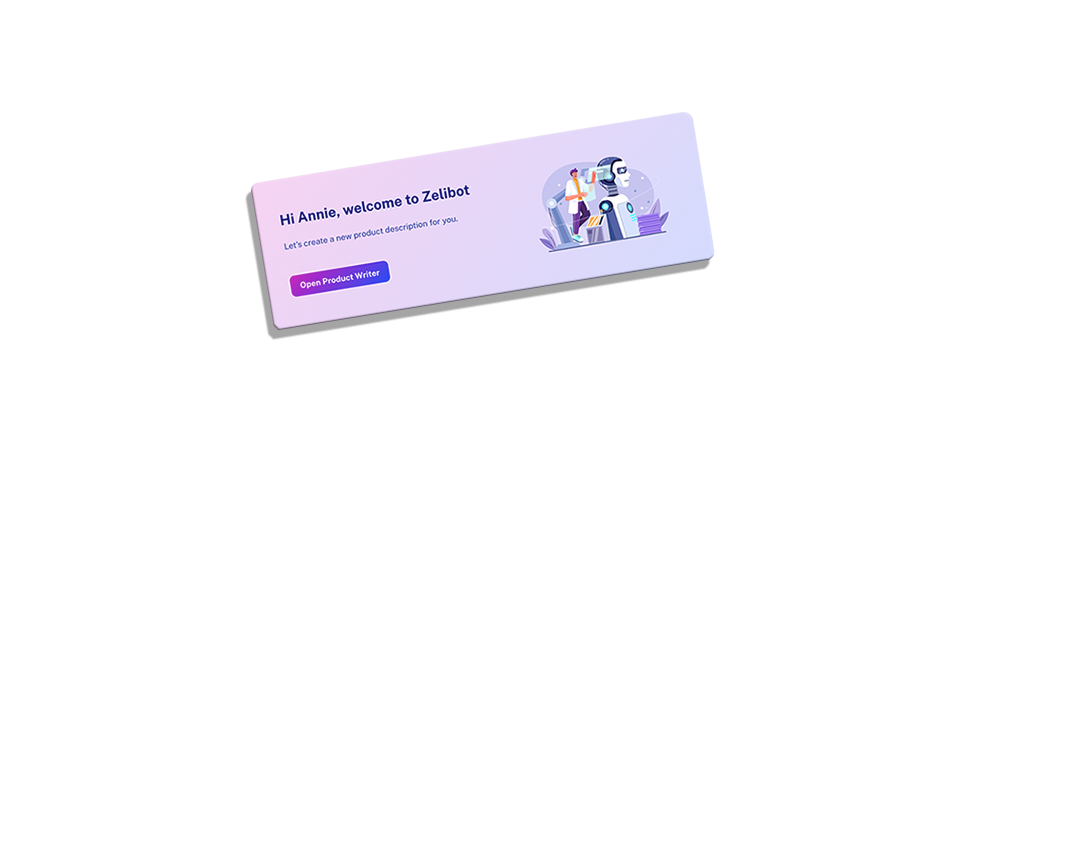 Hi Annie, welcome to Zelibot
Let's create a new product description for you.
Open Product Writer